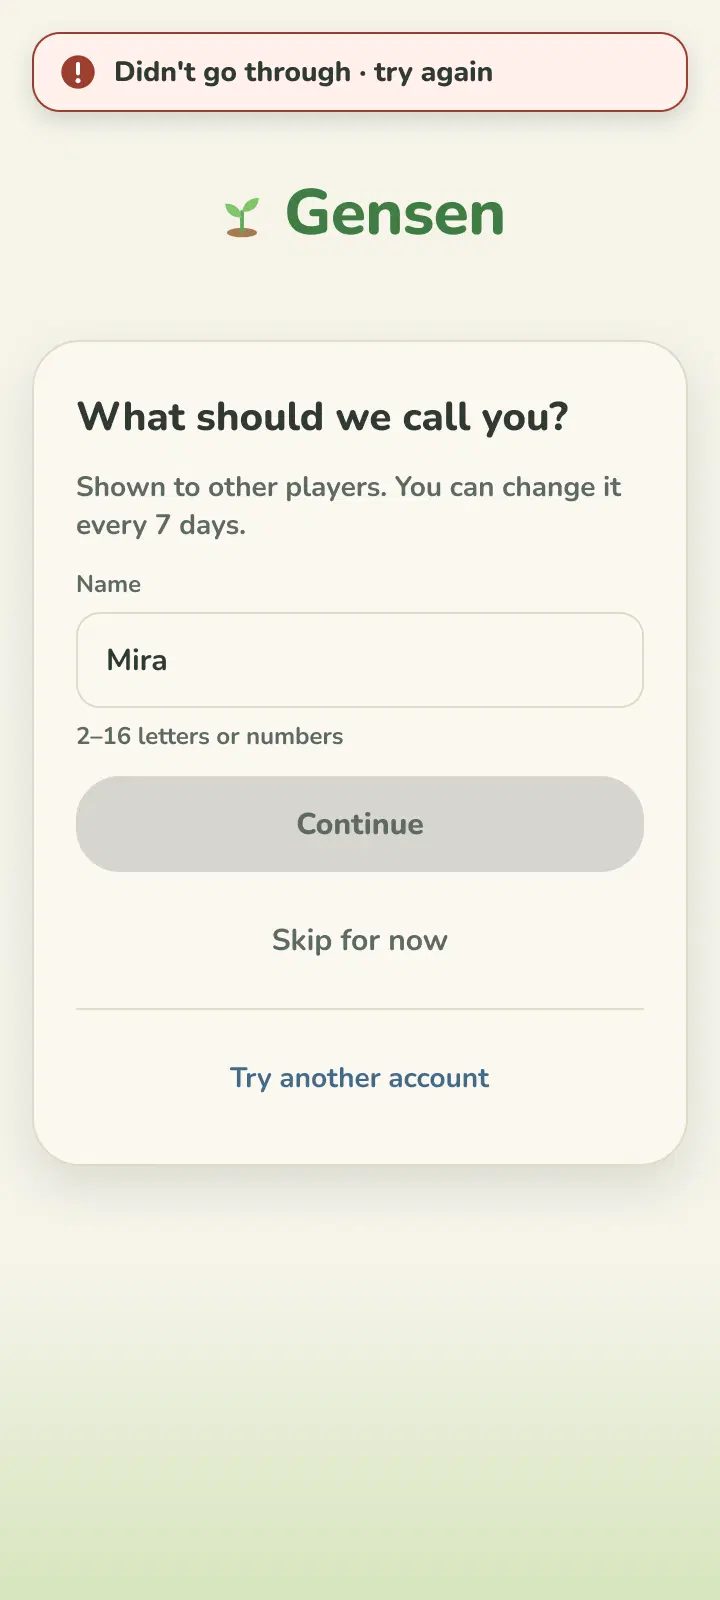 Didn't go through · try again
Gensen
What should we call you?
Shown to other players. You can change it
every 7 days.
Name
Mira
2–16 letters or numbers
Continue
Skip for now
Try another account